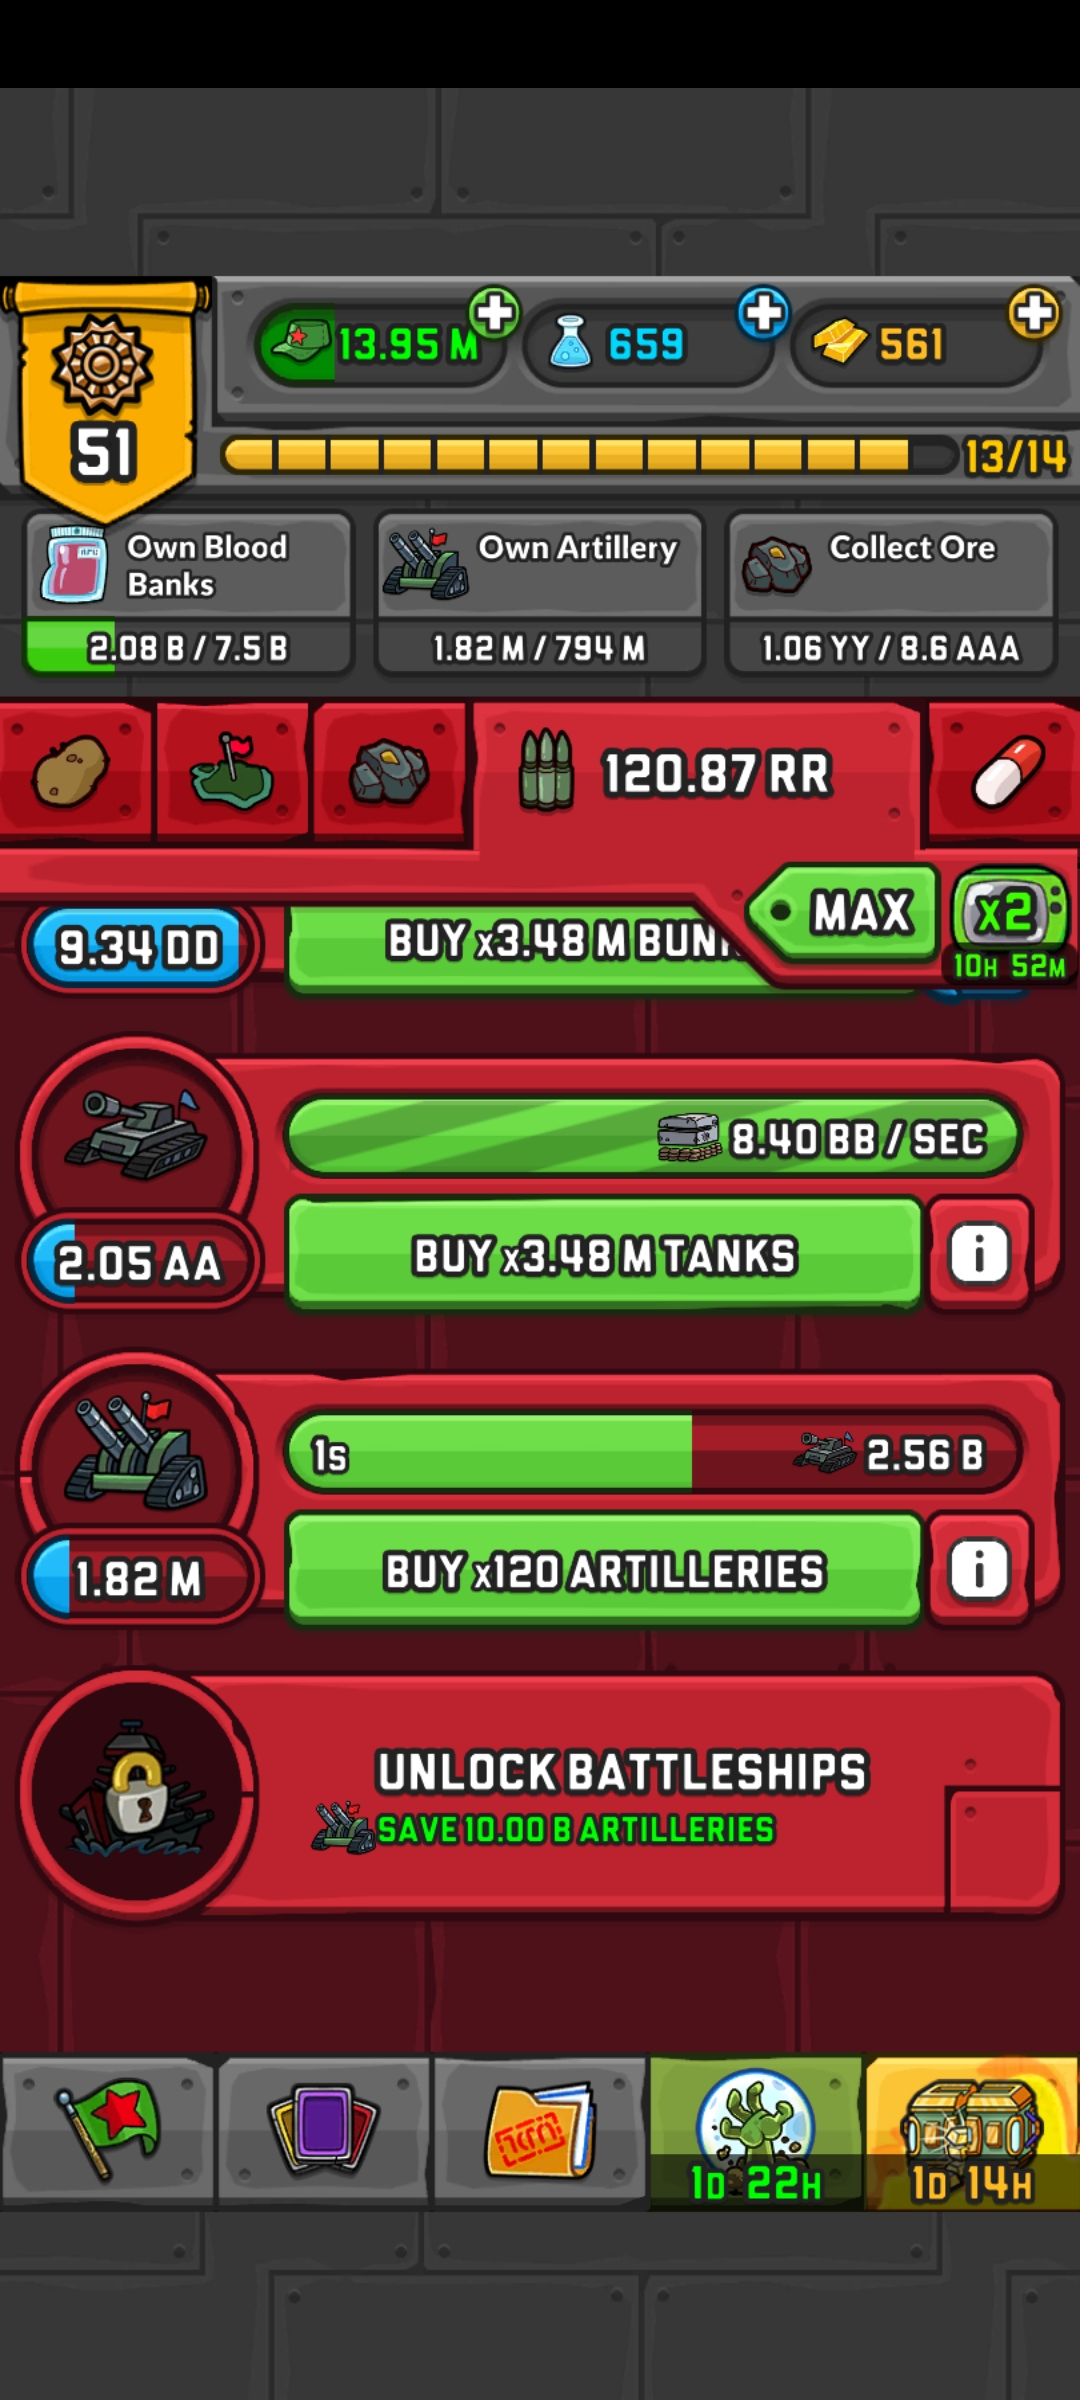 13.95 M
659
561
51
13/14
Own Blood
Banks
Own Artillery
Collect Ore
2.08 B / 7.5 B
1.82 M / 794 M
1.06 YY / 8.6 AAA
120.87 RR
MAX
x2
10H 52M
9.34 DD
BUY x3.48 M
8.40 BB / SEC
2.05 AA
BUY x3.48 M TANKS
i
1s
2.56 B
1.82 M
BUY x120 ARTILLERIES
i
UNLOCK BATTLESHIPS
SAVE 10.00 B ARTILLERIES
1D 22H
1D 14H